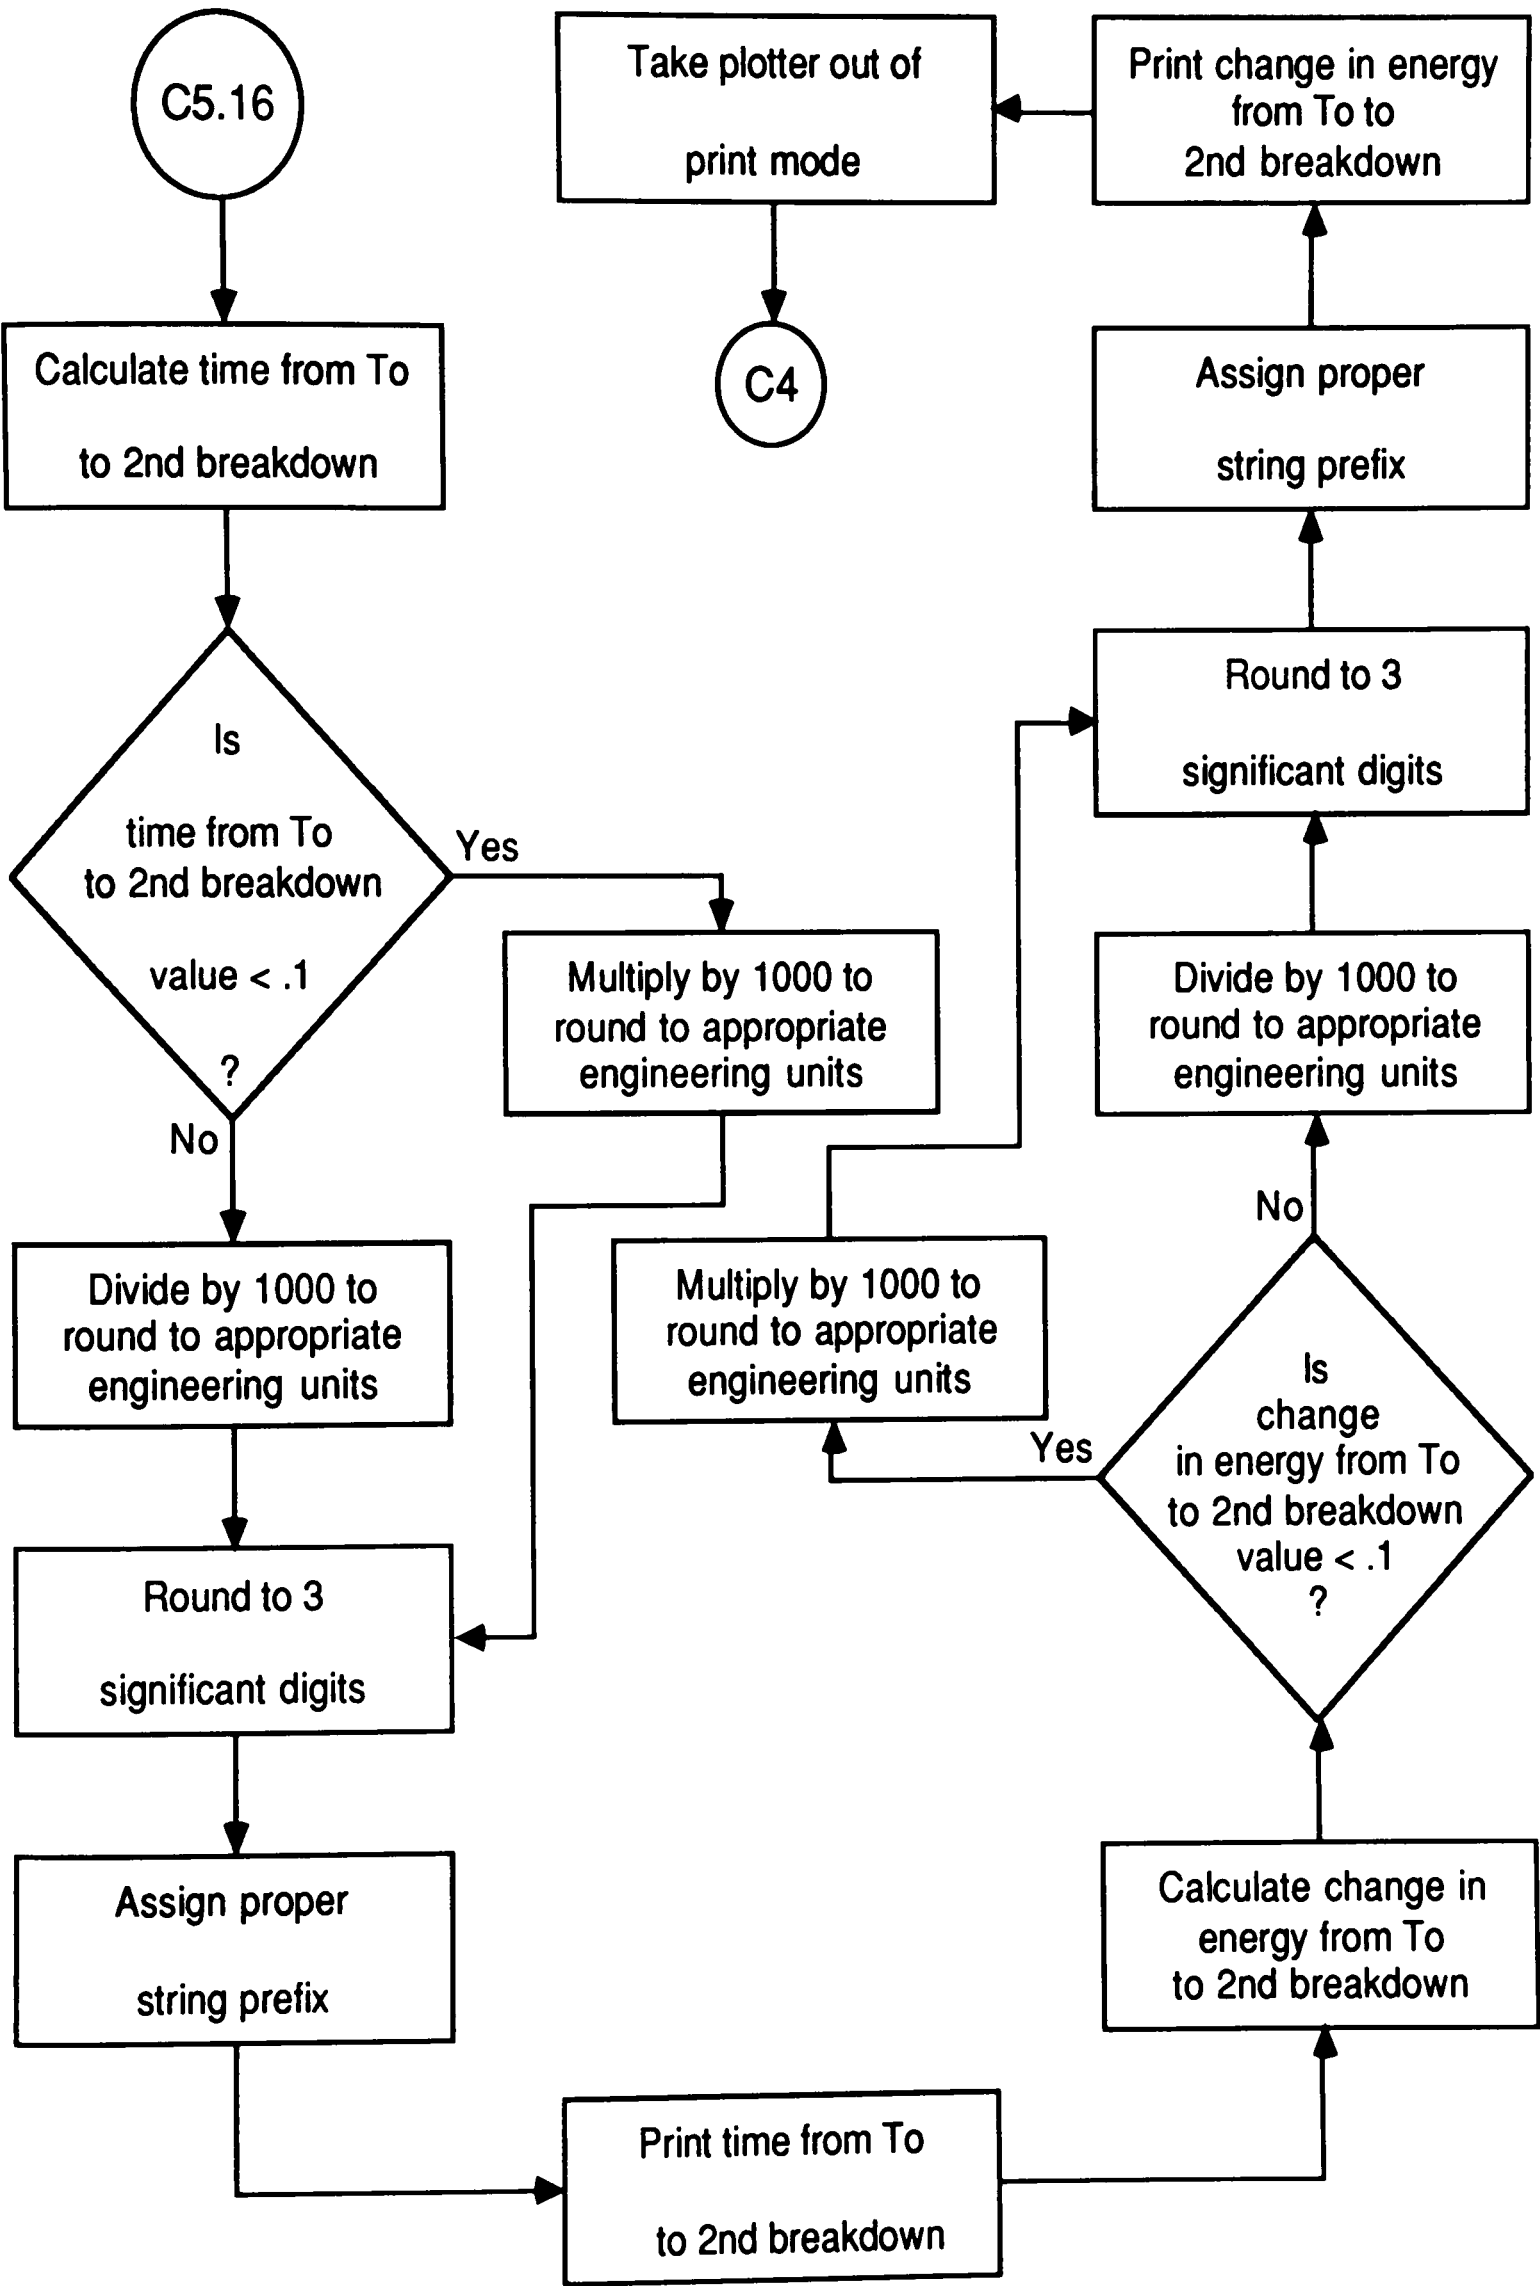 C5.16
Calculate time from To
to 2nd breakdown
Is
time from To
to 2nd breakdown
value < .1
?
Yes
No
Multiply by 1000 to
round to appropriate
engineering units
Divide by 1000 to
round to appropriate
engineering units
Round to 3
significant digits
Assign proper
string prefix
Print time from To
to 2nd breakdown
Calculate change in
energy from To
to 2nd breakdown
Is
change
in energy from To
to 2nd breakdown
value < .1
?
Yes
No
Multiply by 1000 to
round to appropriate
engineering units
Divide by 1000 to
round to appropriate
engineering units
Round to 3
significant digits
Assign proper
string prefix
Print change in energy
from To to
2nd breakdown
Take plotter out of
print mode
C4